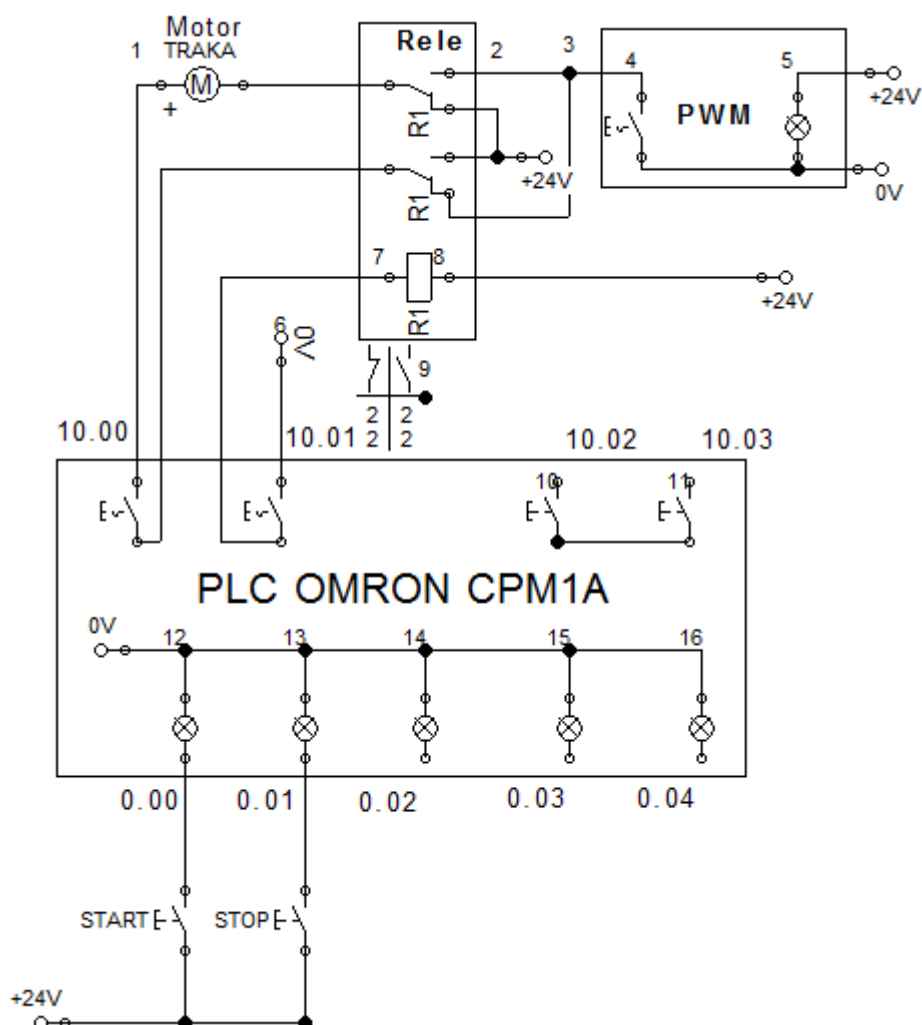 Motor
1 TRAKA
M
+
Rele
2
3
4
PWM
5
+24V
0V
R1
+24V
R1
7
8
R1
+24V
6
0V
9
2 2
2 2
10.00
10.01
10.02
10.03
10
11
PLC OMRON CPM1A
0V
12
13
14
15
16
0.00
0.01
0.02
0.03
0.04
START
STOP
+24V